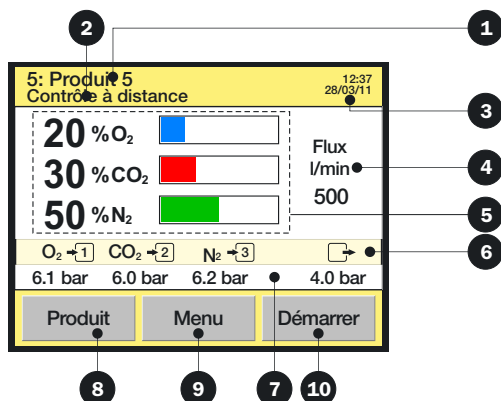 2
1
5: Produit 5
12:37
Contrôle à distance
28/03/11
3
20 %O₂
30 %CO₂
50 %N₂
Flux
l/min
500
4
5
O₂ 1 CO₂ 2 N₂ 3
6
6.1 bar 6.0 bar 6.2 bar 4.0 bar
Produit Menu Démarrer
8 9 7 10